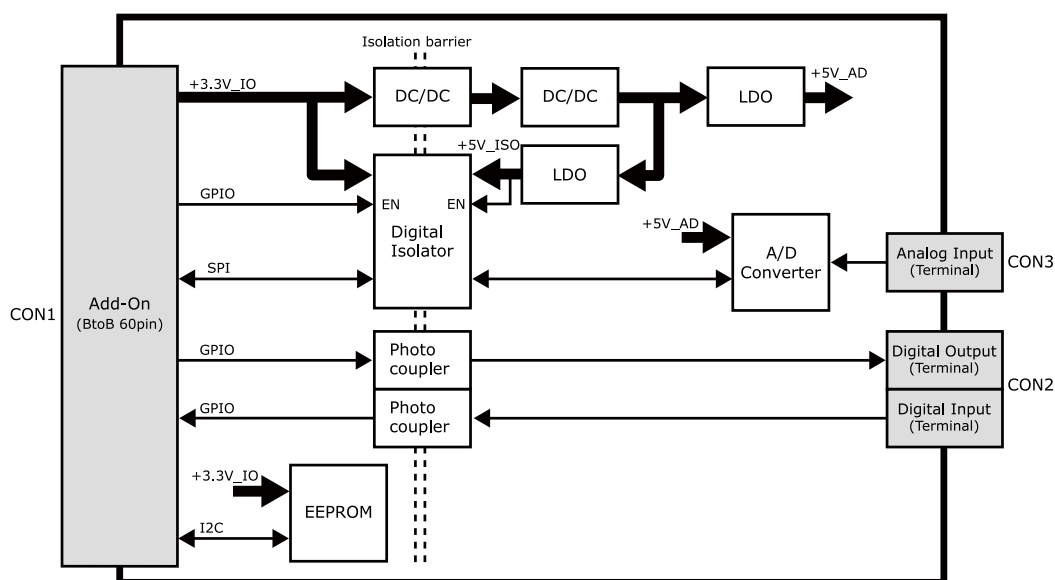 Isolation barrier
+3.3V_IO
DC/DC
DC/DC
LDO
+5V_AD
+5V_ISO
LDO
GPIO
EN
EN
Digital
Isolator
+5V_AD
A/D
Converter
Analog Input
(Terminal)
CON3
SPI
CON1
Add-On
(BtoB 60pin)
GPIO
Photo
coupler
Digital Output
(Terminal)
CON2
GPIO
Photo
coupler
Digital Input
(Terminal)
+3.3V_IO
EEPROM
I2C